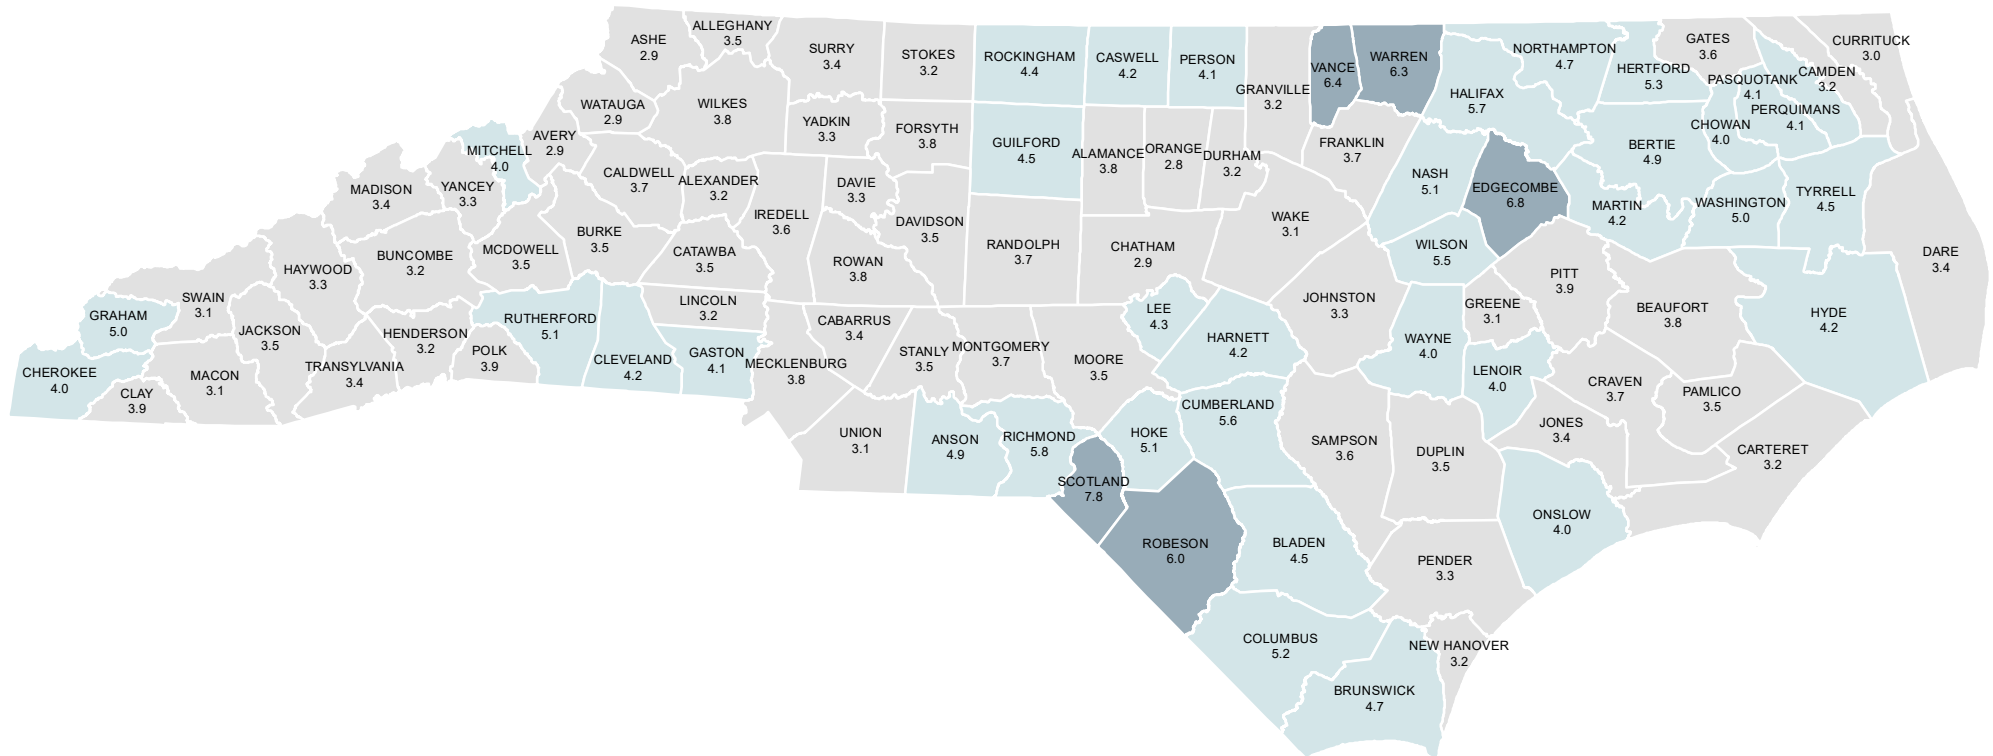 ALLEGHANY
3.5
ASHE
2.9
SURRY
3.4
STOKES
3.2
ROCKINGHAM
4.4
CASWELL
4.2
PERSON
4.1
GRANVILLE
3.2
VANCE
6.4
WARREN
6.3
NORTHAMPTON
4.7
HERTFORD
5.3
GATES
3.6
CURRITUCK
3.0
CAMDEN
3.2
PASQUOTANK
4.1
PERQUIMANS
4.1
CHOWAN
4.0
HALIFAX
5.7
WATAUGA
2.9
WILKES
3.8
YADKIN
3.3
FORSYTH
3.8
GUILFORD
4.5
ALAMANCE
3.8
ORANGE
2.8
DURHAM
3.2
FRANKLIN
3.7
NASH
5.1
EDGECOMBE
6.8
BERTIE
4.9
MARTIN
4.2
WASHINGTON
5.0
TYRRELL
4.5
DARE
3.4
AVERY
2.9
MITCHELL
4.0
YANCEY
3.3
MADISON
3.4
CALDWELL
3.7
ALEXANDER
3.2
IREDELL
3.6
DAVIE
3.3
DAVIDSON
3.5
RANDOLPH
3.7
CHATHAM
2.9
WAKE
3.1
WILSON
5.5
BURKE
3.5
MCDOWELL
3.5
BUNCOMBE
3.2
HAYWOOD
3.3
CATAWBA
3.5
ROWAN
3.8
JOHNSTON
3.3
GREENE
3.1
PITT
3.9
BEAUFORT
3.8
HYDE
4.2
SWAIN
3.1
GRAHAM
5.0
JACKSON
3.5
HENDERSON
3.2
POLK
3.9
RUTHERFORD
5.1
CLEVELAND
4.2
LINCOLN
3.2
GASTON
4.1
MECKLENBURG
3.8
CABARRUS
3.4
STANLY
3.5
MONTGOMERY
3.7
MOORE
3.5
LEE
4.3
HARNETT
4.2
WAYNE
4.0
LENOIR
4.0
CRAVEN
3.7
PAMLICO
3.5
CHEROKEE
4.0
CLAY
3.9
MACON
3.1
TRANSYLVANIA
3.4
UNION
3.1
ANSON
4.9
RICHMOND
5.8
SCOTLAND
7.8
HOKE
5.1
CUMBERLAND
5.6
SAMPSON
3.6
DUPLIN
3.5
JONES
3.4
CARTERET
3.2
ONSLOW
4.0
ROBESON
6.0
BLADEN
4.5
PENDER
3.3
COLUMBUS
5.2
NEW HANOVER
3.2
BRUNSWICK
4.7